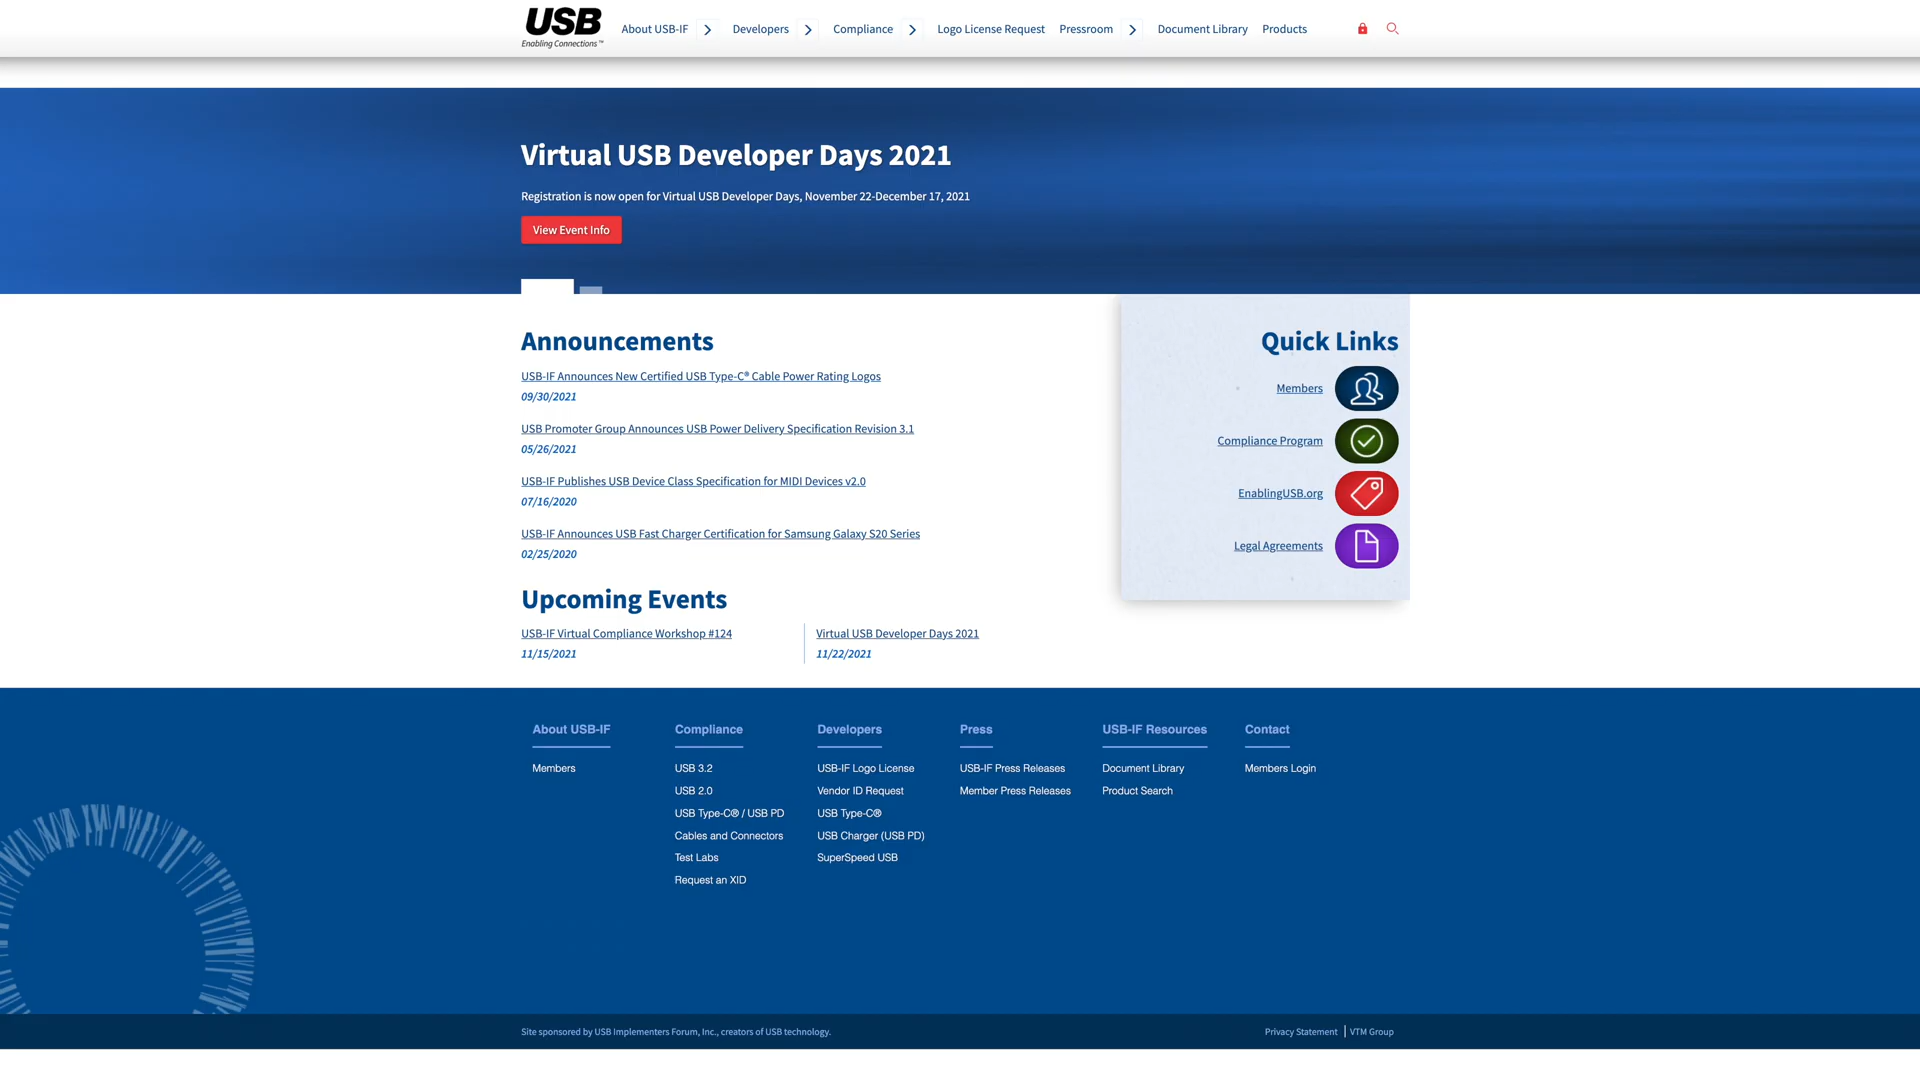 USB
Enabling Connections™
About USB-IF
Developers
Compliance
Logo License Request
Pressroom
Document Library
Products
Virtual USB Developer Days 2021
Registration is now open for Virtual USB Developer Days, November 22-December 17, 2021
View Event Info
Announcements
USB-IF Announces New Certified USB Type-C® Cable Power Rating Logos
09/30/2021
USB Promoter Group Announces USB Power Delivery Specification Revision 3.1
05/26/2021
USB-IF Publishes USB Device Class Specification for MIDI Devices v2.0
07/16/2020
USB-IF Announces USB Fast Charger Certification for Samsung Galaxy S20 Series
02/25/2020
Quick Links
Members
Compliance Program
EnablingUSB.org
Legal Agreements
Upcoming Events
USB-IF Virtual Compliance Workshop #124
11/15/2021
Virtual USB Developer Days 2021
11/22/2021
About USB-IF
Members
Compliance
USB 3.2
USB 2.0
USB Type-C® / USB PD
Cables and Connectors
Test Labs
Request an XID
Developers
USB-IF Logo License
Vendor ID Request
USB Type-C®
USB Charger (USB PD)
SuperSpeed USB
Press
USB-IF Press Releases
Member Press Releases
USB-IF Resources
Document Library
Product Search
Contact
Members Login
Site sponsored by USB Implementers Forum, Inc., creators of USB technology.
Privacy Statement
VTM Group